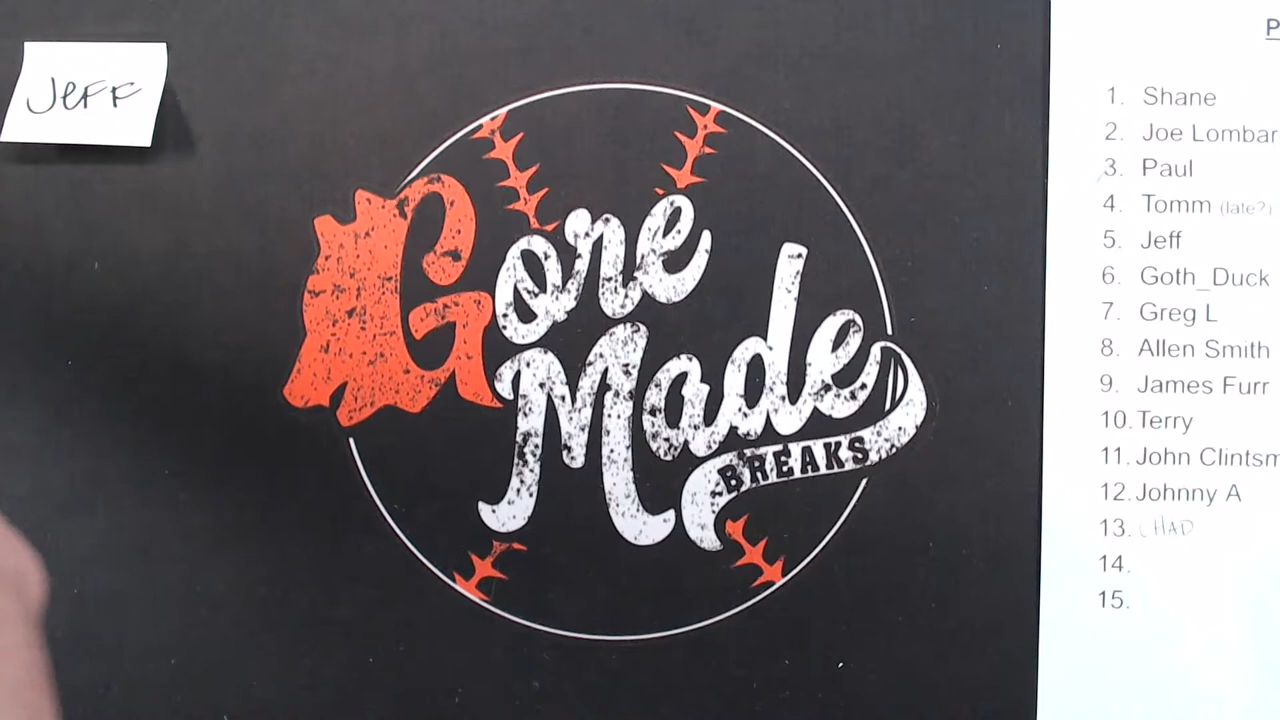 JEFF
Gore
Made
BREAKS
P
1. Shane
2. Joe Lombar
3. Paul
4. Tomm (late?)
5. Jeff
6. Goth_Duck
7. Greg L
8. Allen Smith
9. James Furr
10. Terry
11. John Clintsm
12. Johnny A
13. CHAD
14.
15.